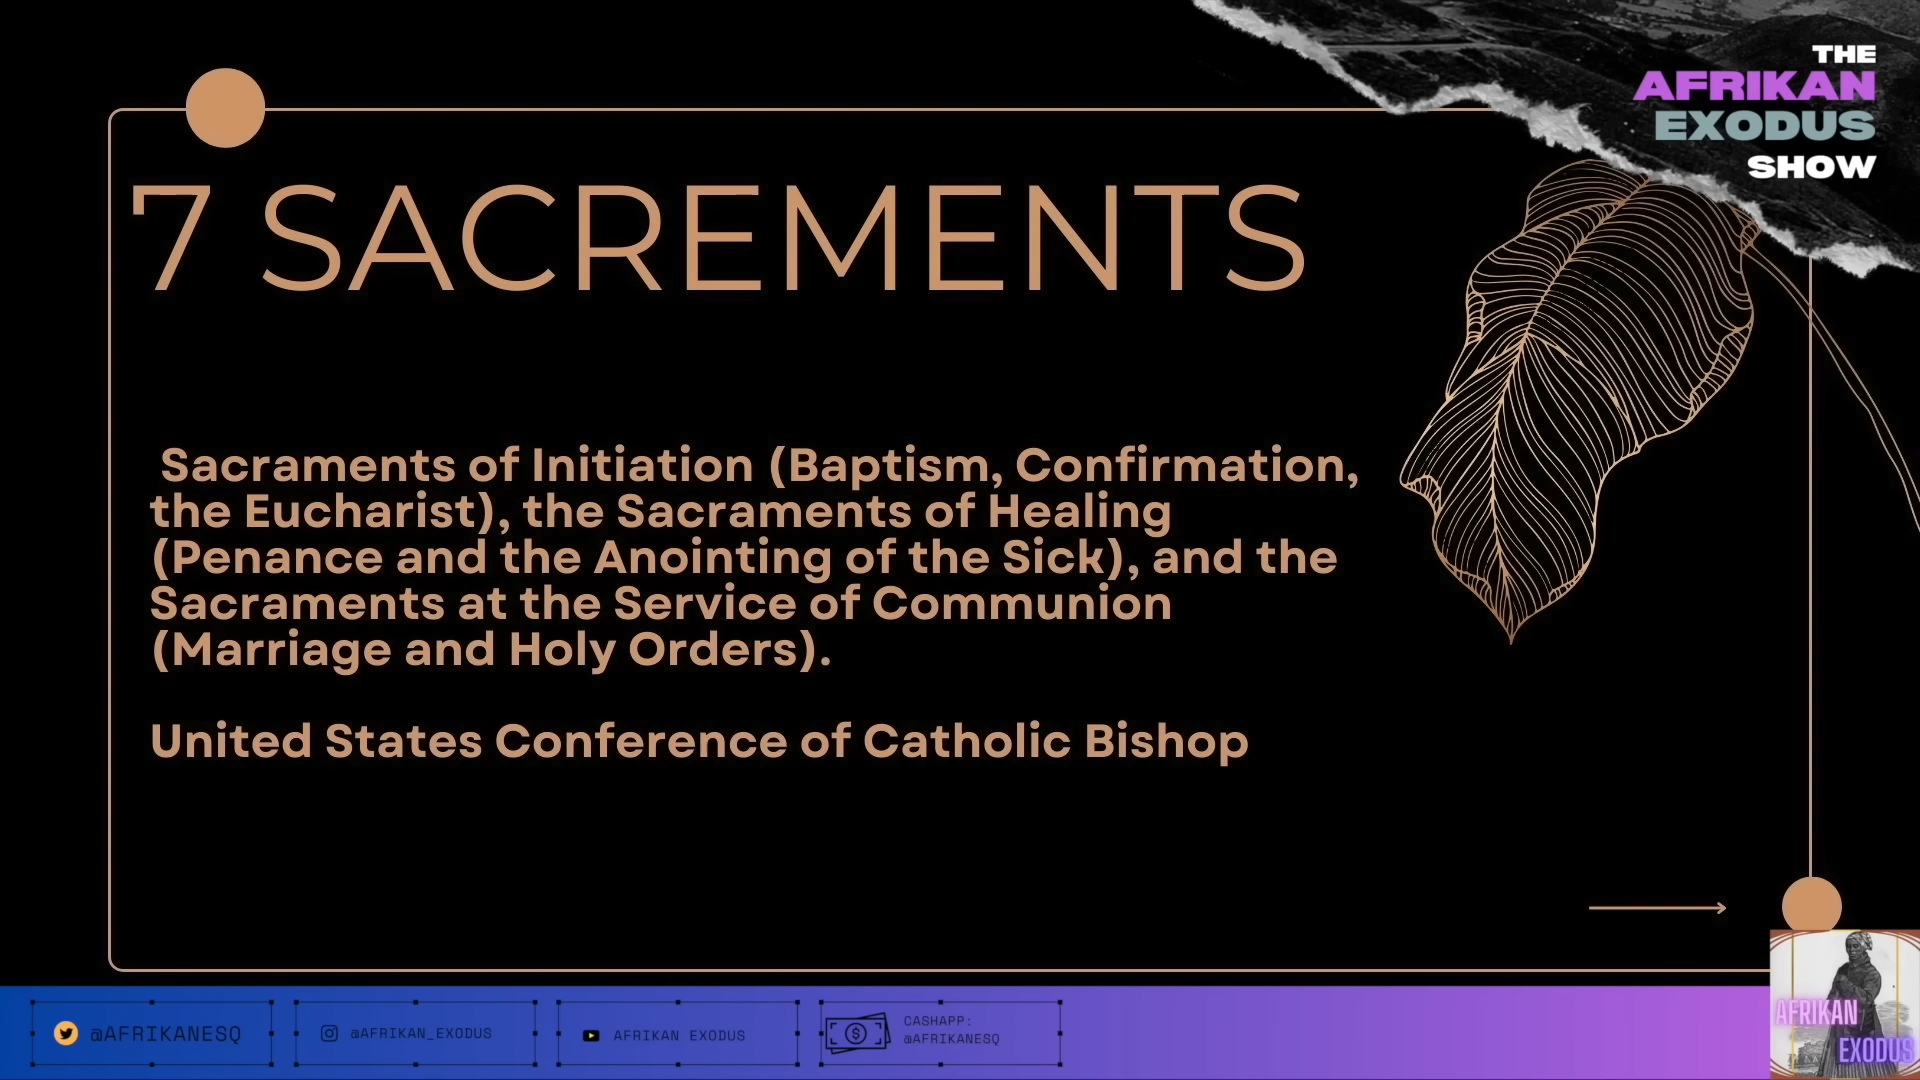 THE
AFRIKAN
EXODUS
SHOW
7 SACREMENTS
Sacraments of Initiation (Baptism, Confirmation,
the Eucharist), the Sacraments of Healing
(Penance and the Anointing of the Sick), and the
Sacraments at the Service of Communion
(Marriage and Holy Orders).
United States Conference of Catholic Bishop
@AFRIKANESQ
@AFRIKAN_EXODUS
AFRIKAN EXODUS
CASHAPP:
@AFRIKANESQ
AFRIKAN
EXODUS